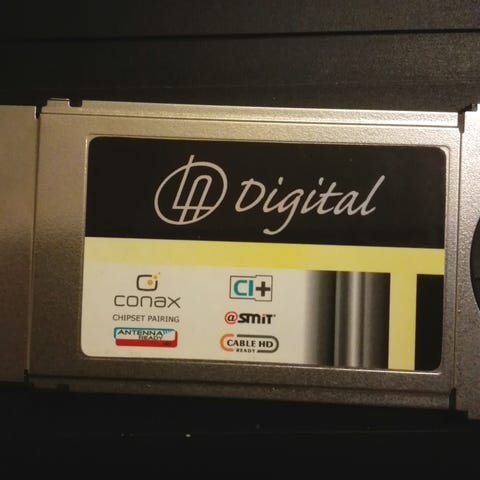 Digital
conax
CHIPSET PAIRING
ANTENNA
READY
CI+
@SMiT
CABLE HD
READY